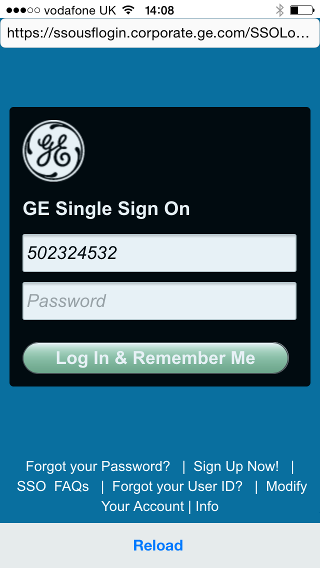 vodafone UK 14:08
https://ssousflogin.corporate.ge.com/SSOLo...
GE
GE Single Sign On
502324532
Password
Log In & Remember Me
Forgot your Password? | Sign Up Now! |
SSO FAQs | Forgot your User ID? | Modify
Your Account | Info
Reload